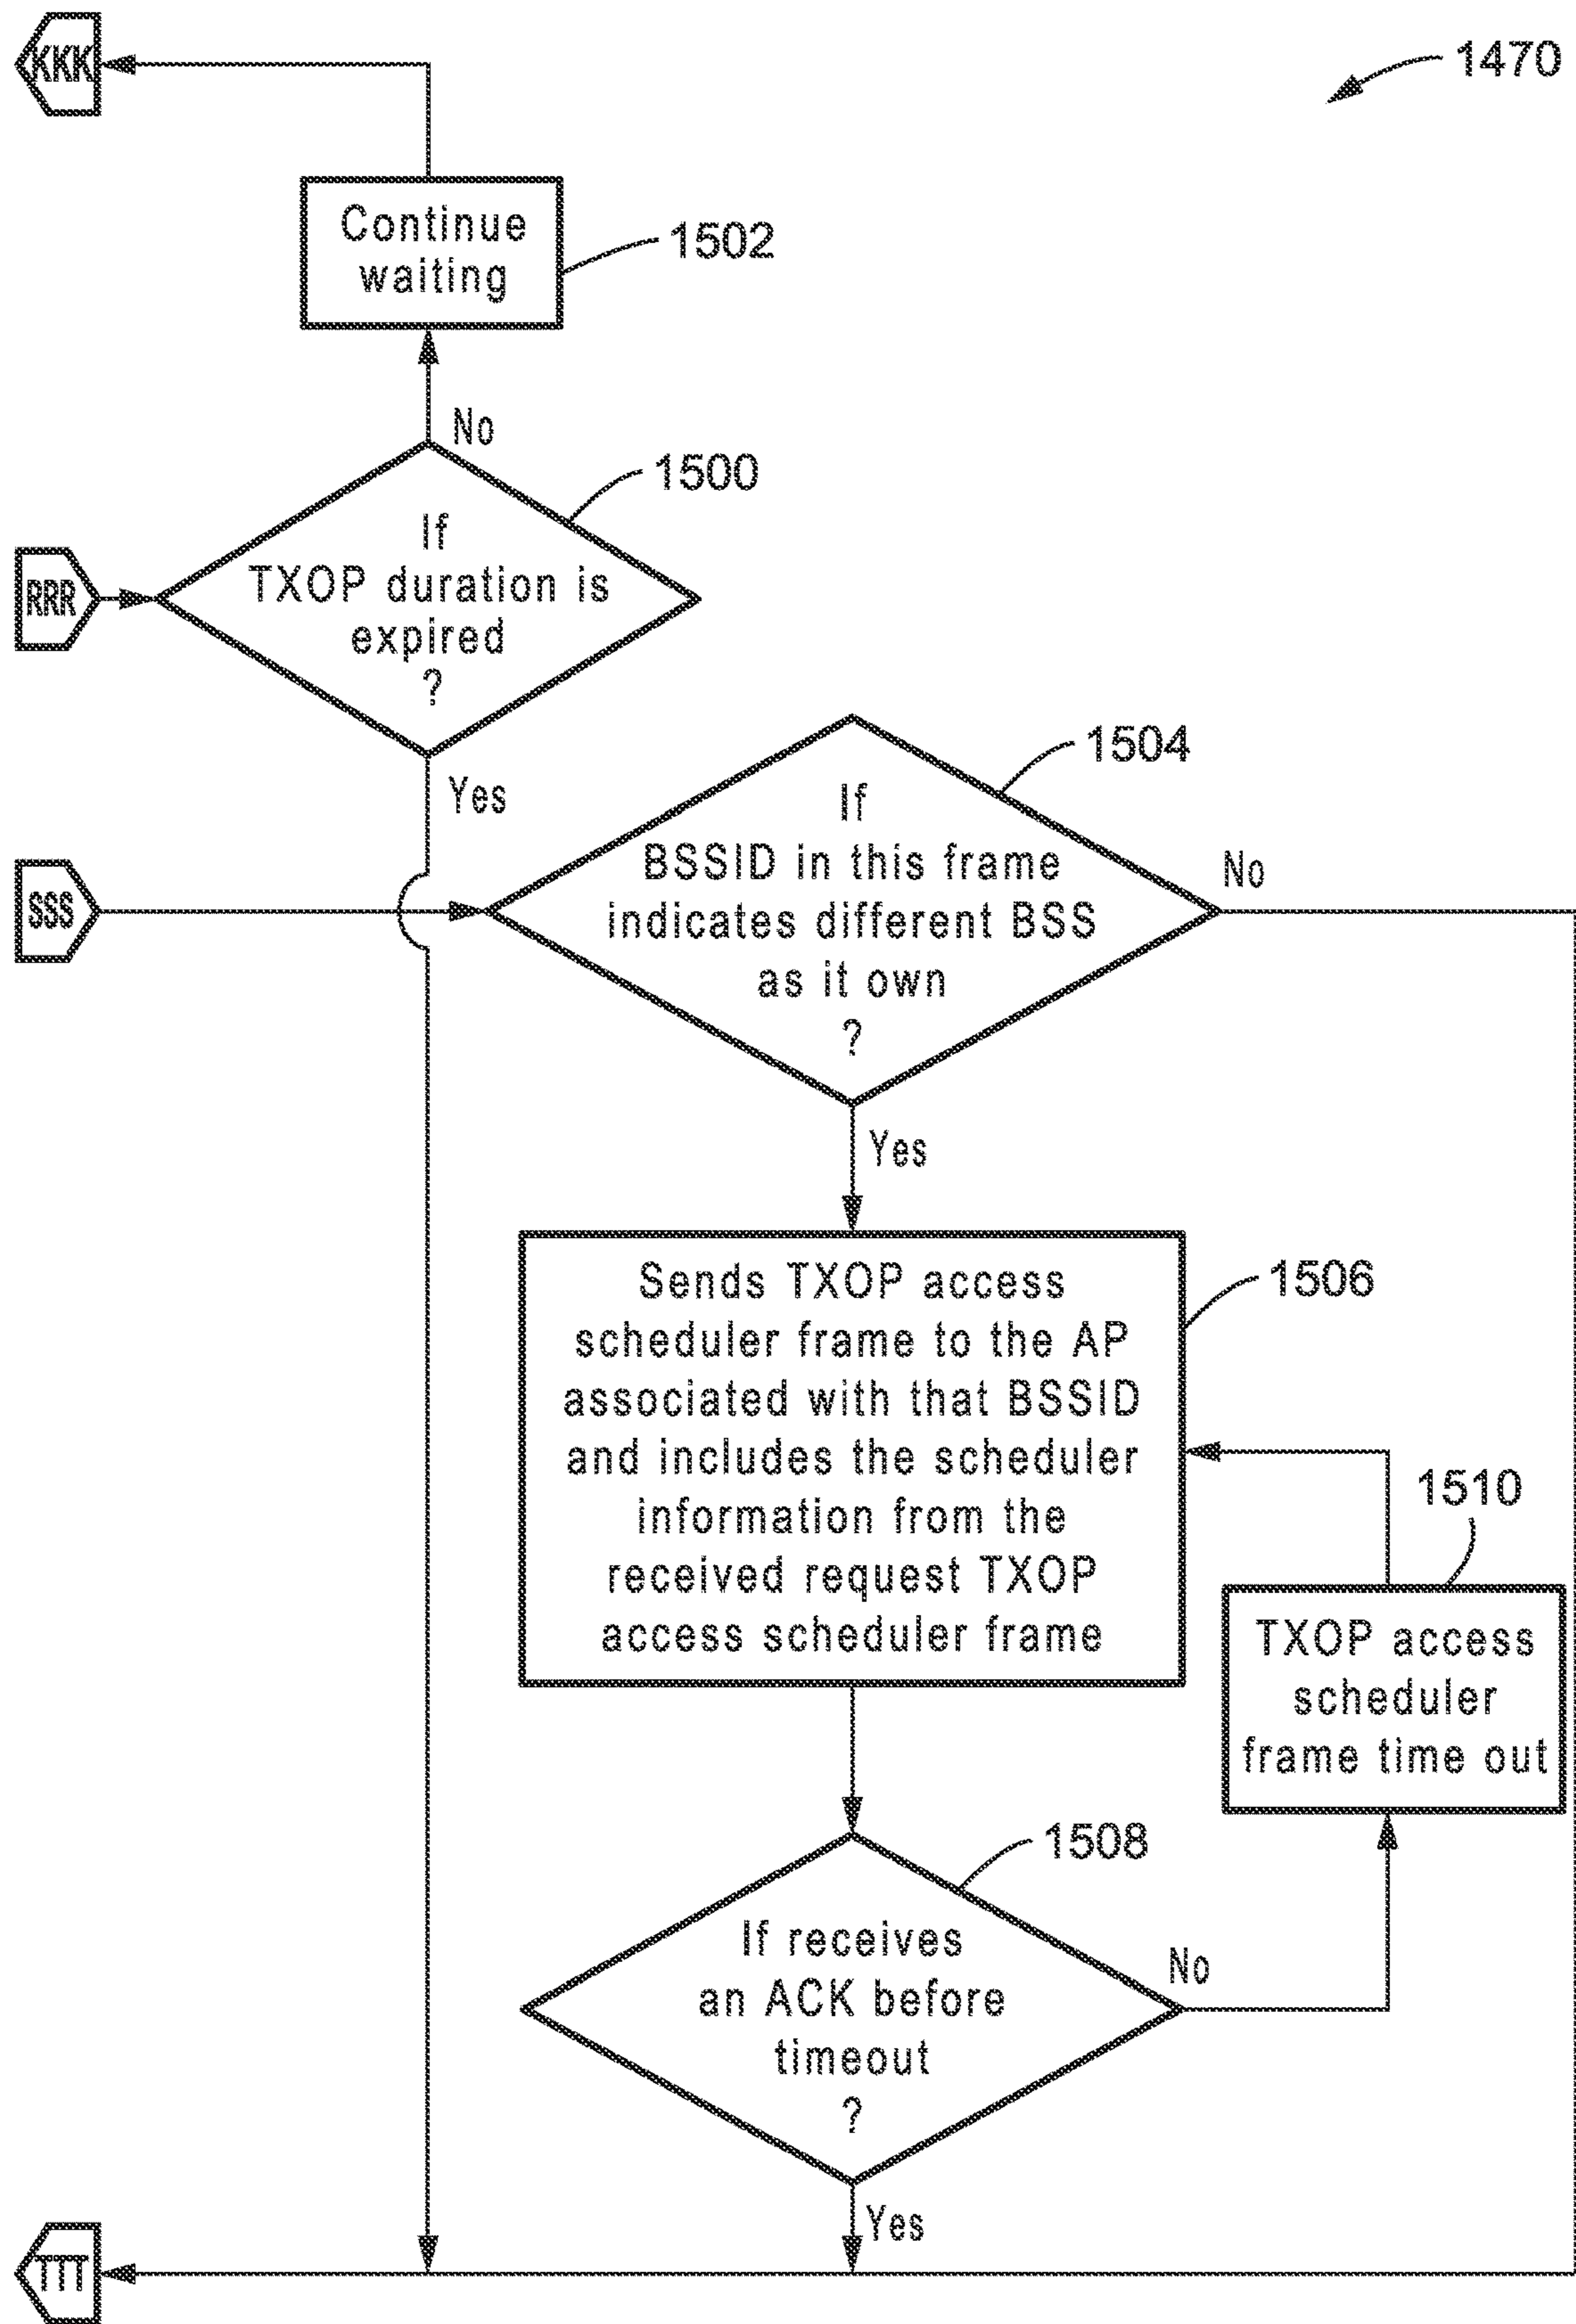 KKK
1470
Continue
waiting
1502
No
1500
If
TXOP duration is
expired
?
RRR
Yes
1504
If
BSSID in this frame
indicates different BSS
as it own
?
No
SSS
Yes
1506
Sends TXOP access
scheduler frame to the AP
associated with that BSSID
and includes the scheduler
information from the
received request TXOP
access scheduler frame
1510
TXOP access
scheduler
frame time out
1508
If receives
an ACK before
timeout
?
No
Yes
TTT